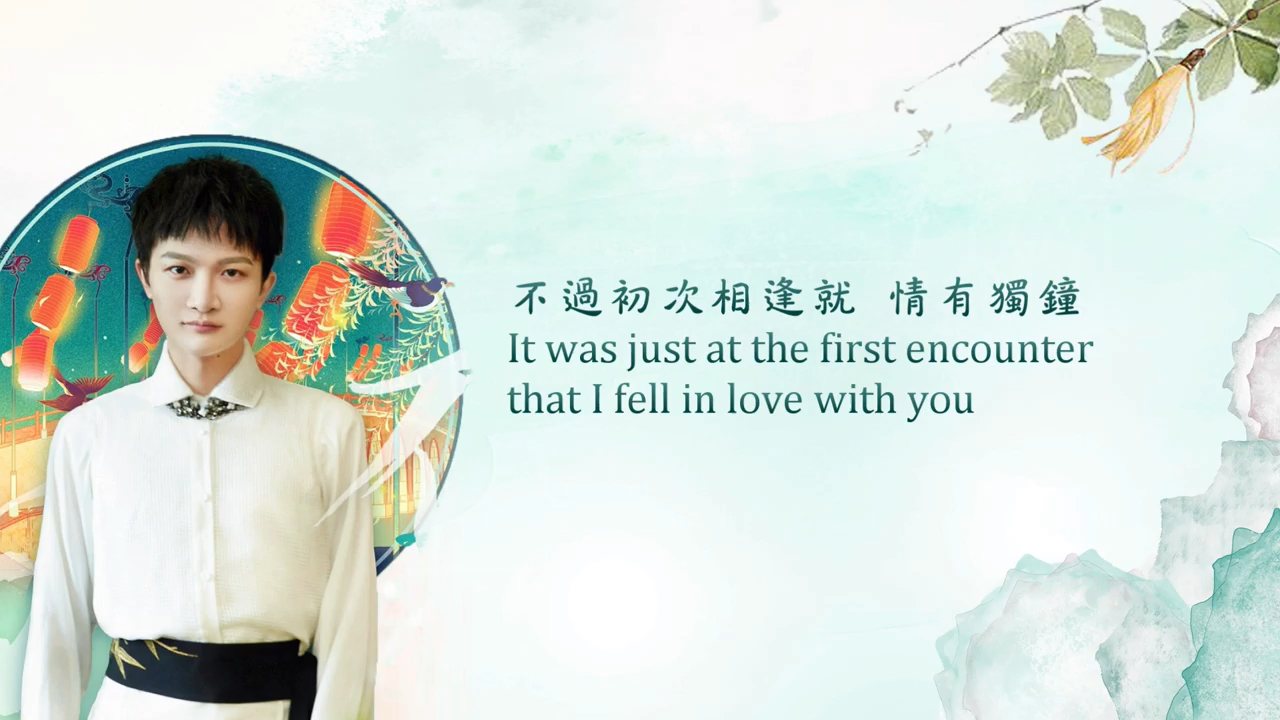 不過初次相逢就 情有獨鐘
It was just at the first encounter
that I fell in love with you